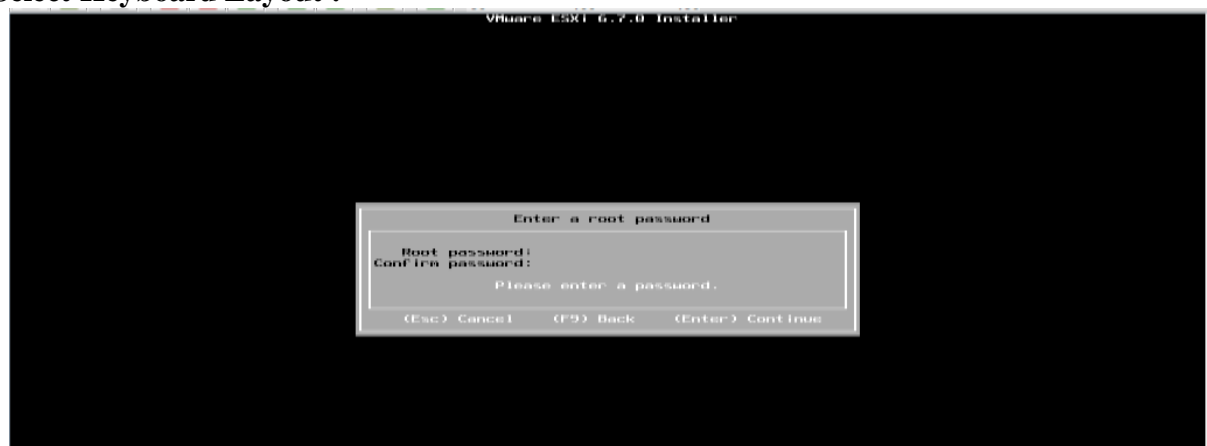 Select Keyboard Layout :
VMware ESXi 6.7.0 Installer
Enter a root password
Root password:
Confirm password:
Please enter a password.
(Esc) Cancel (F9) Back (Enter) Continue